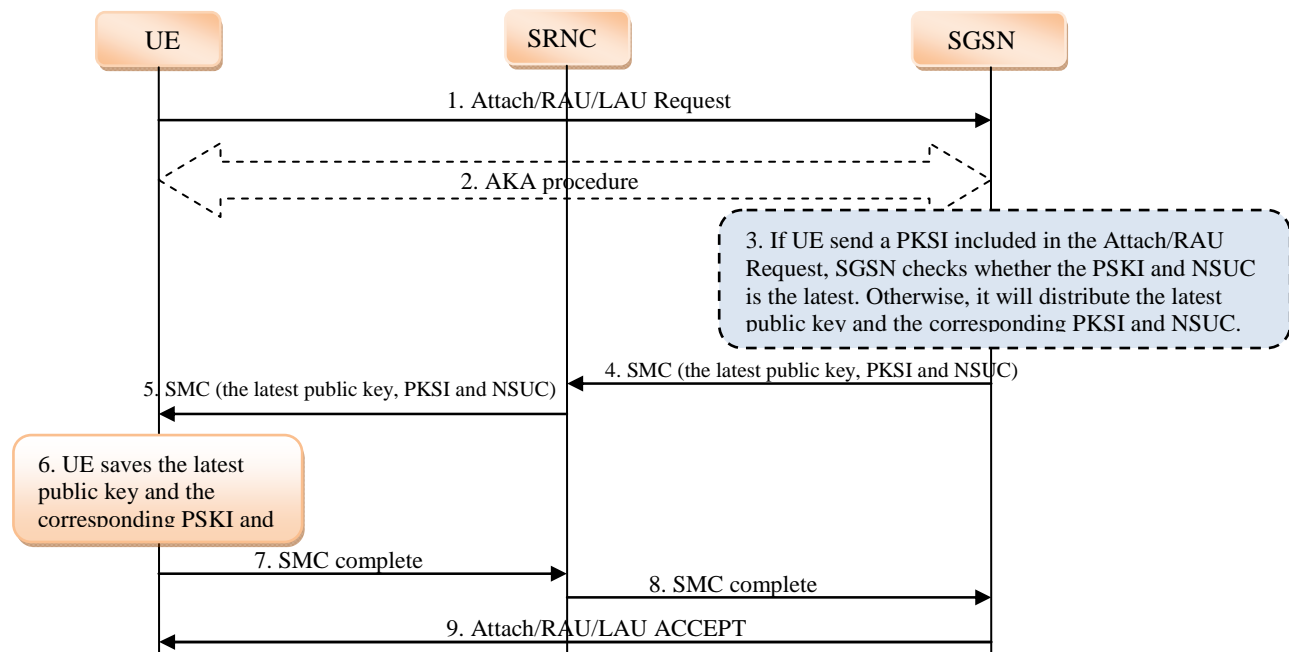 UE
SRNC
SGSN
1. Attach/RAU/LAU Request
2. AKA procedure
3. If UE send a PKSI included in the Attach/RAU
Request, SGSN checks whether the PSKI and NSUC
is the latest. Otherwise, it will distribute the latest
public key and the corresponding PKSI and NSUC.
4. SMC (the latest public key, PKSI and NSUC)
5. SMC (the latest public key, PKSI and NSUC)
6. UE saves the latest
public key and the
corresponding PSKI and
7. SMC complete
8. SMC complete
9. Attach/RAU/LAU ACCEPT